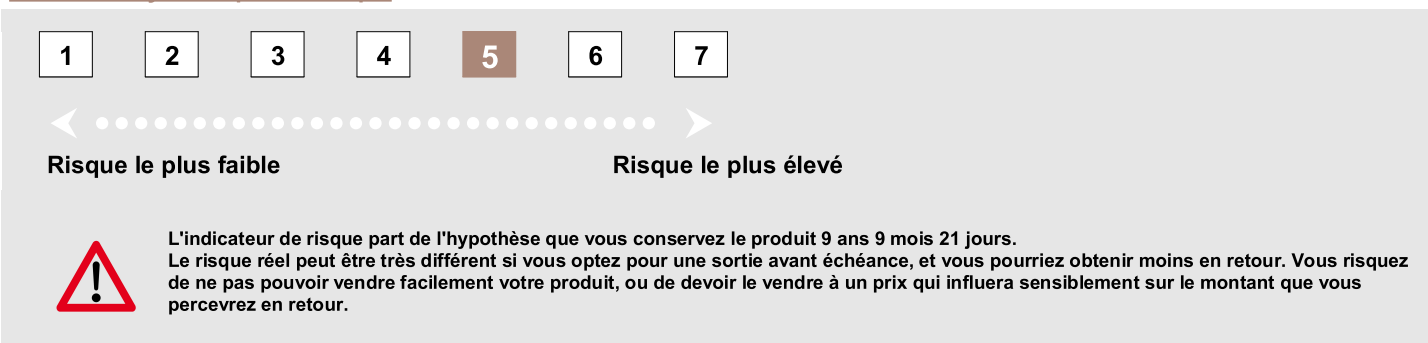 1 2 3 4 5 6 7
Risque le plus faible Risque le plus élevé
L'indicateur de risque part de l'hypothèse que vous conservez le produit 9 ans 9 mois 21 jours.
Le risque réel peut être très différent si vous optez pour une sortie avant échéance, et vous pourriez obtenir moins en retour. Vous risquez
de ne pas pouvoir vendre facilement votre produit, ou de devoir le vendre à un prix qui influera sensiblement sur le montant que vous
percevrez en retour.